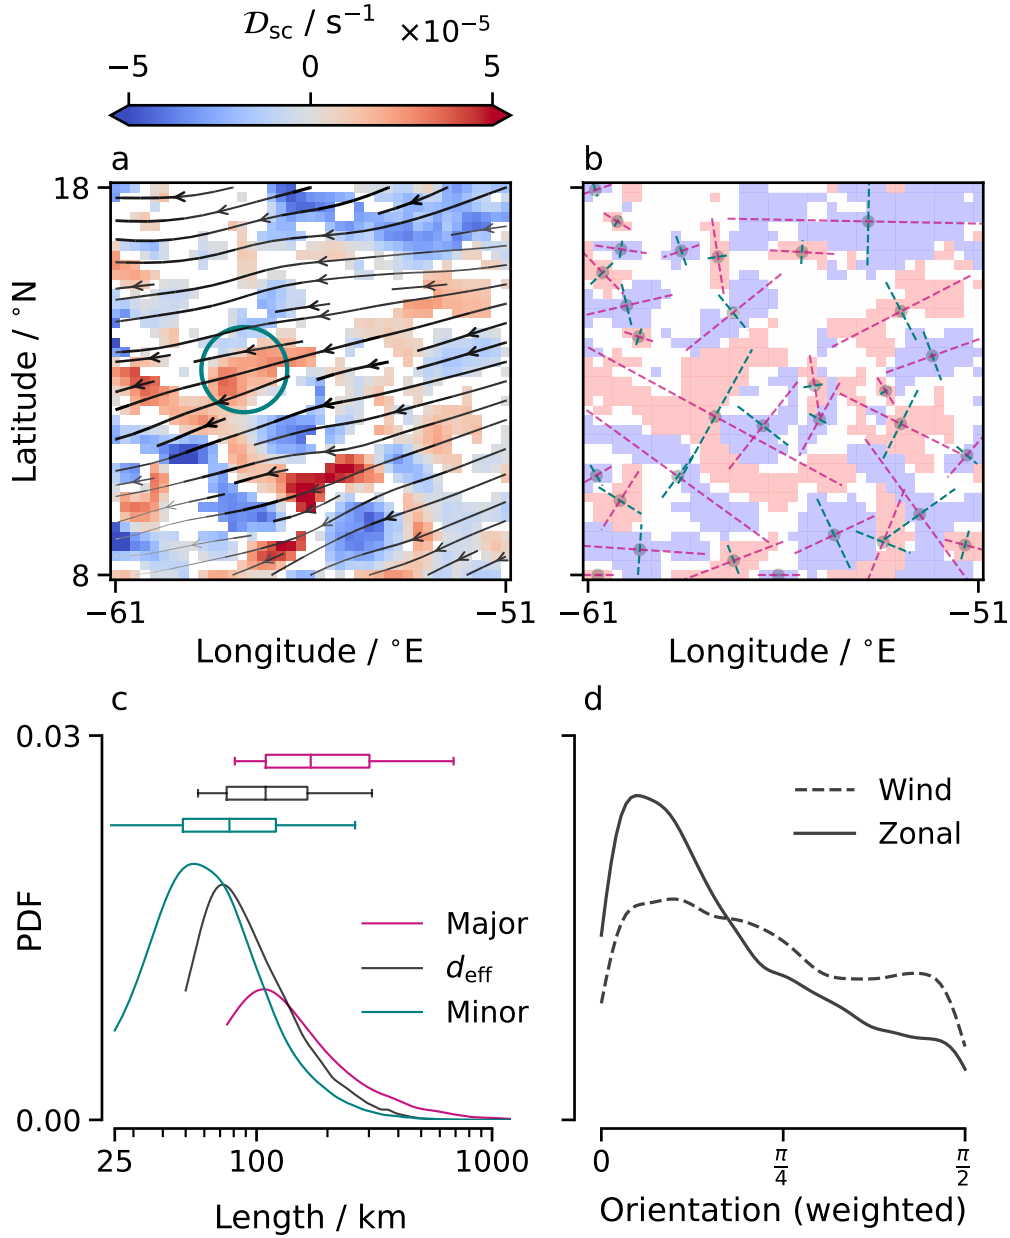 𝒟sc / s⁻¹ ×10⁻⁵
−5 0 5
a b
18
8
Latitude / °N
−61 −51 −61 −51
Longitude / °E Longitude / °E
c d
0.03
0.00
PDF
Major
d_eff
Minor
Wind
Zonal
25 100 1000
0 π/4 π/2
Length / km
Orientation (weighted)